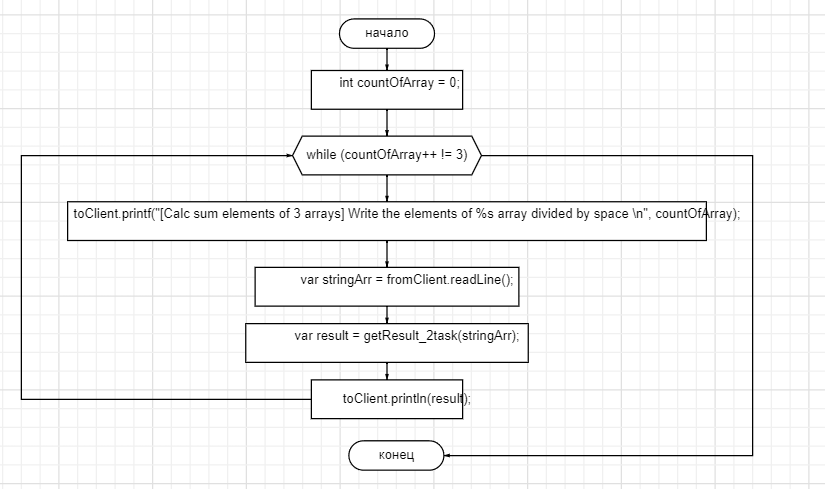 начало
int countOfArray = 0;
while (countOfArray++ != 3)
toClient.printf("[Calc sum elements of 3 arrays] Write the elements of %s array divided by space \n", countOfArray);
var stringArr = fromClient.readLine();
var result = getResult_2task(stringArr);
toClient.println(result);
конец